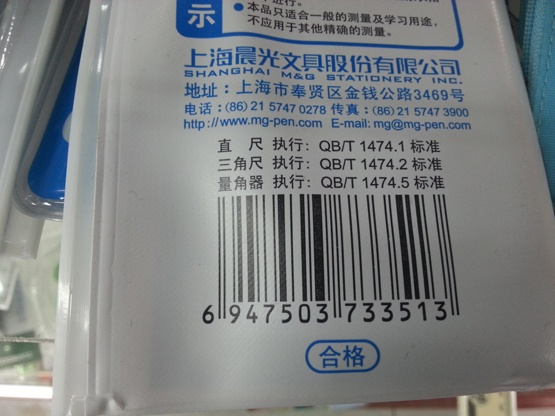 示
•本品只适合一般的测量及学习用途,
不应用于其他精确的测量。
上海晨光文具股份有限公司
SHANGHAI M&G STATIONERY INC.
地址:上海市奉贤区金钱公路3469号
电话:(86)21 5747 0278 传真:(86)21 5747 3900
http://www.mg-pen.com E-mail: mg@mg-pen.com
直 尺 执行: QB/T 1474.1 标准
三角尺 执行: QB/T 1474.2 标准
量角器 执行: QB/T 1474.5 标准
6 947503 733513
合格